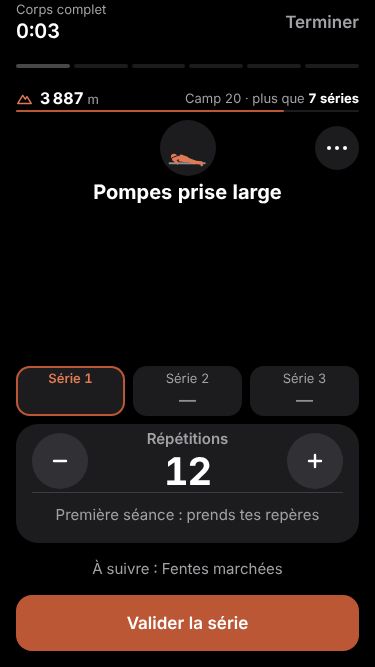 Corps complet
0:03
Terminer
3 887 m
Camp 20 · plus que 7 séries
Pompes prise large
Série 1
Série 2
Série 3
—
—
Répétitions
12
Première séance : prends tes repères
À suivre : Fentes marchées
Valider la série